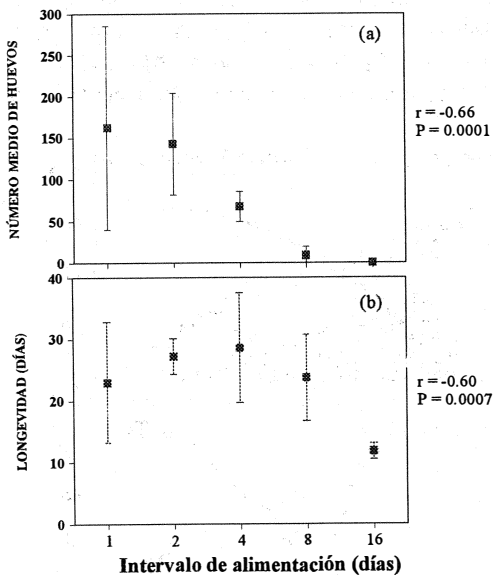 300
(a)
250
200
150
100
50
0
NÚMERO MEDIO DE HUEVOS
r = -0.66
P = 0.0001
40
(b)
30
20
10
0
LONGEVIDAD (DÍAS)
r = -0.60
P = 0.0007
1 2 4 8 16
Intervalo de alimentación (días)